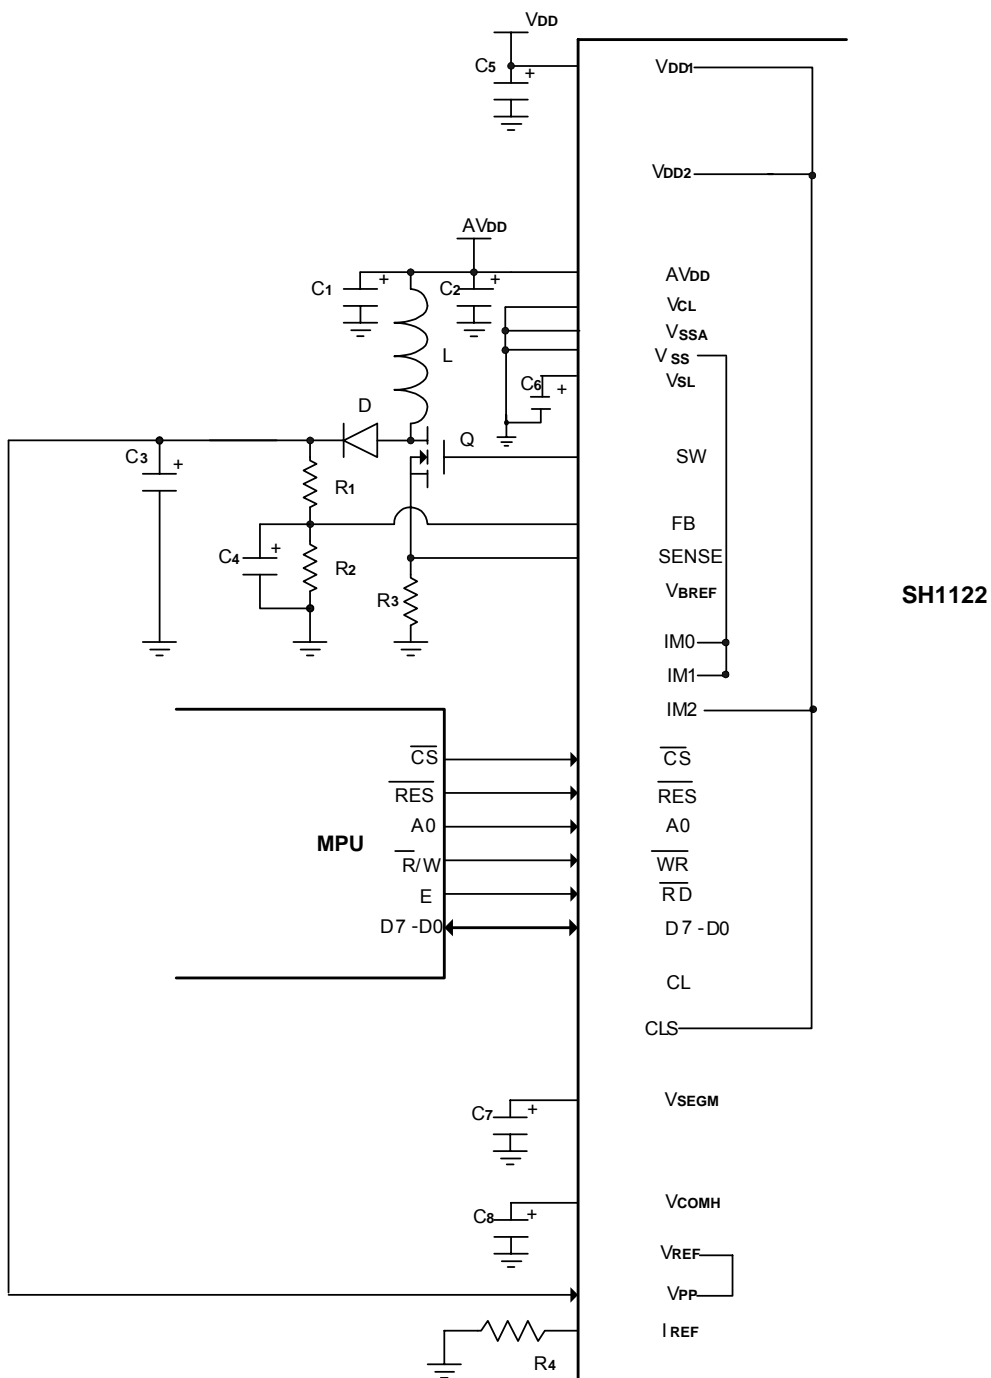 VDD
C5
VDD1
VDD2
AVDD
C1
C2
AVDD
VCL
VSSA
VSS
VSL
L
C6
D
Q
C3
R1
SW
FB
C4
R2
SENSE
R3
VBREF
SH1122
IM0
IM1
IM2
MPU
CS
RES
A0
R/W
E
D7 -D0
CS
RES
A0
WR
RD
D7 -D0
CL
CLS
C7
VSEGM
C8
VCOMH
VREF
VPP
IREF
R4
+
+
+
+
+
+
+
+